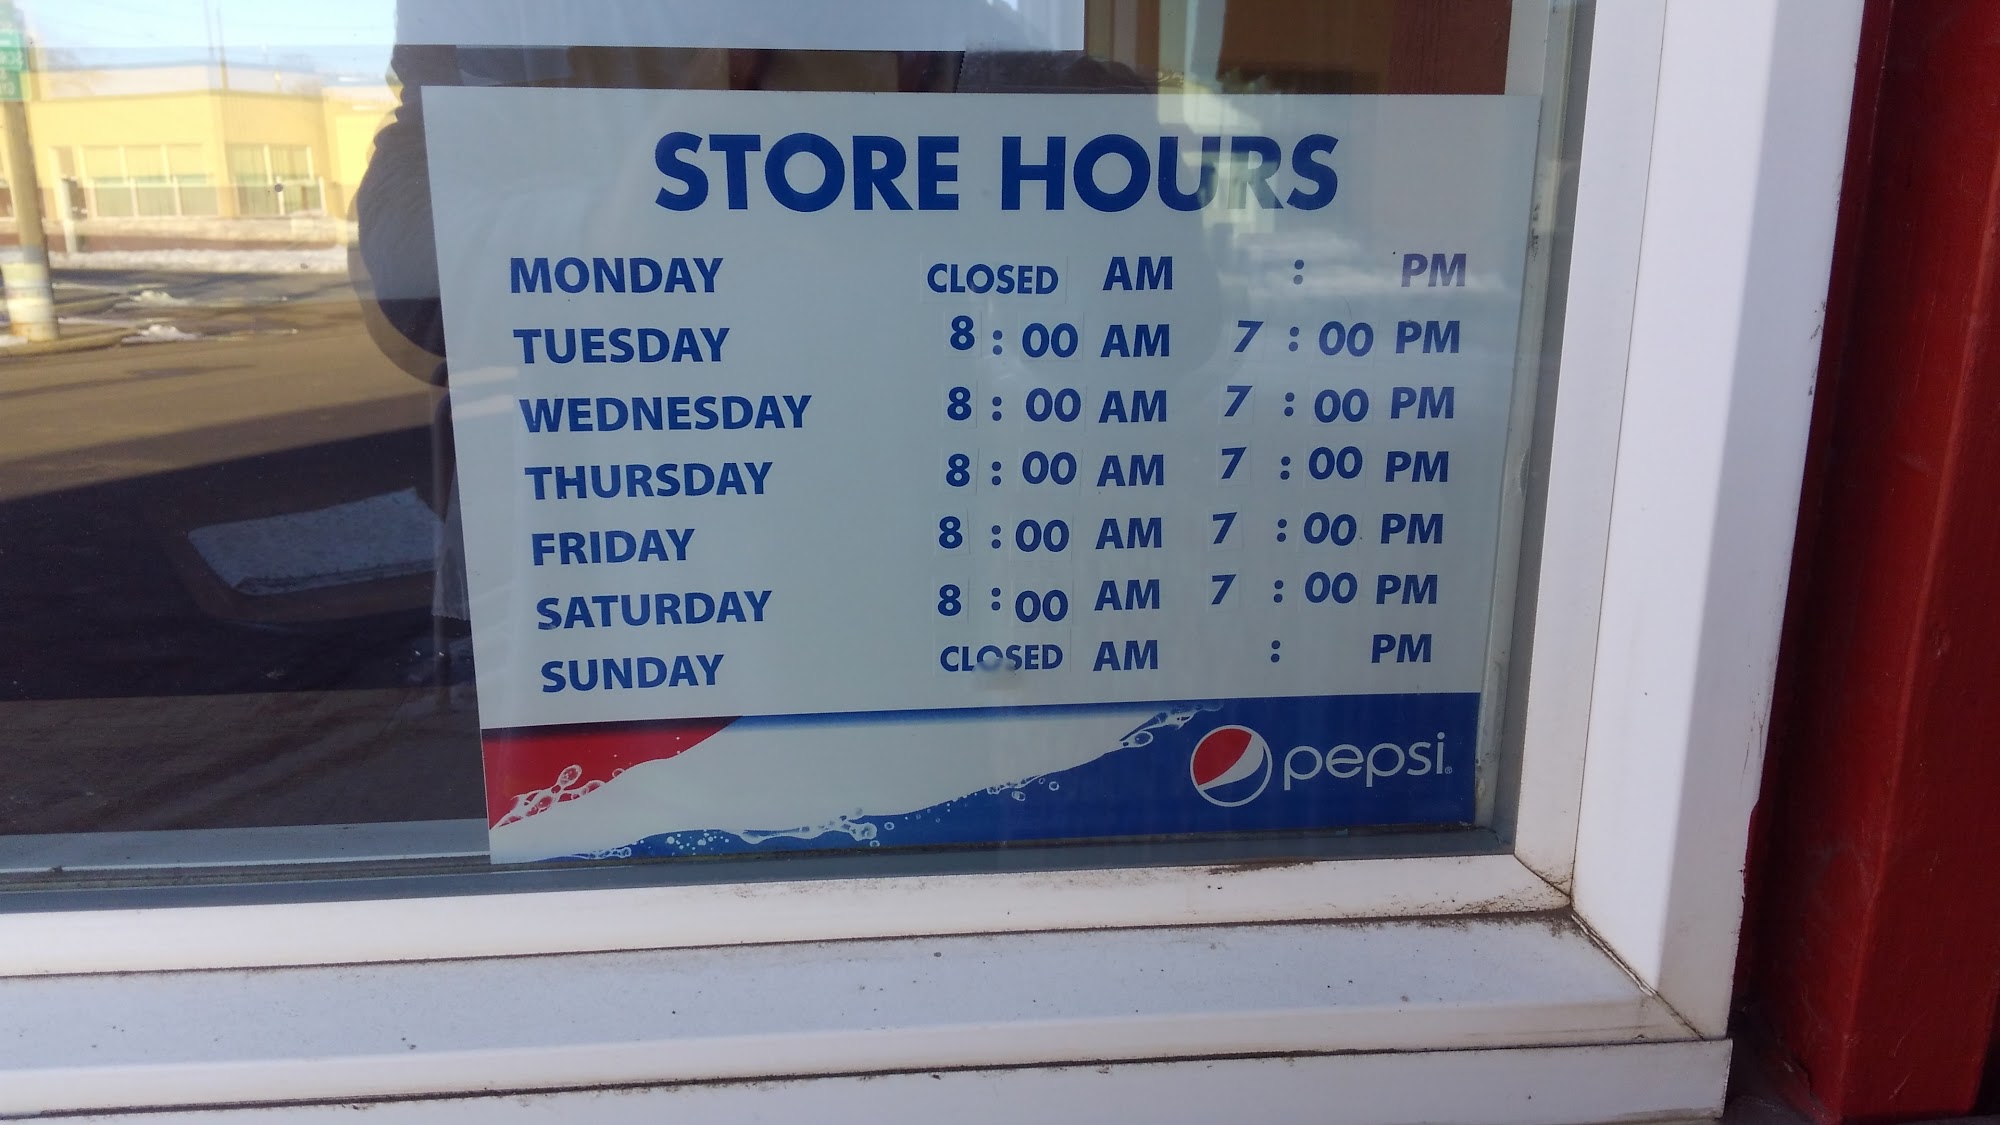 STORE HOURS
MONDAY CLOSED AM : PM
TUESDAY 8 : 00 AM 7 : 00 PM
WEDNESDAY 8 : 00 AM 7 : 00 PM
THURSDAY 8 : 00 AM 7 : 00 PM
FRIDAY 8 : 00 AM 7 : 00 PM
SATURDAY 8 : 00 AM 7 : 00 PM
SUNDAY CLOSED AM : PM
pepsi®